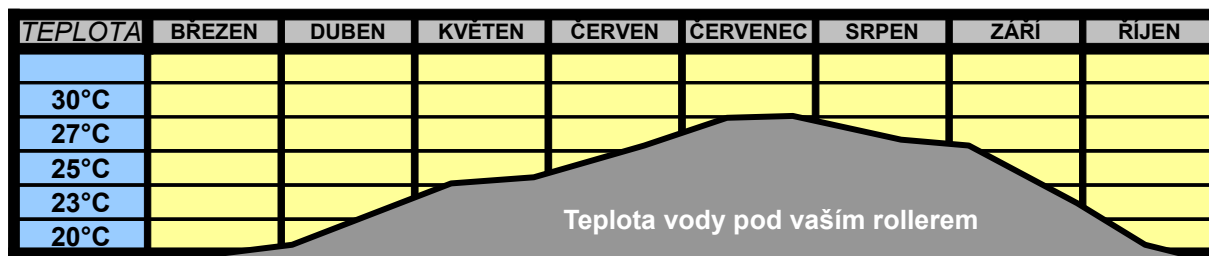 TEPLOTA BŘEZEN DUBEN KVĚTEN ČERVEN ČERVENEC SRPEN ZÁŘÍ ŘÍJEN
30°C
27°C
25°C
23°C
20°C
Teplota vody pod vaším rollerem